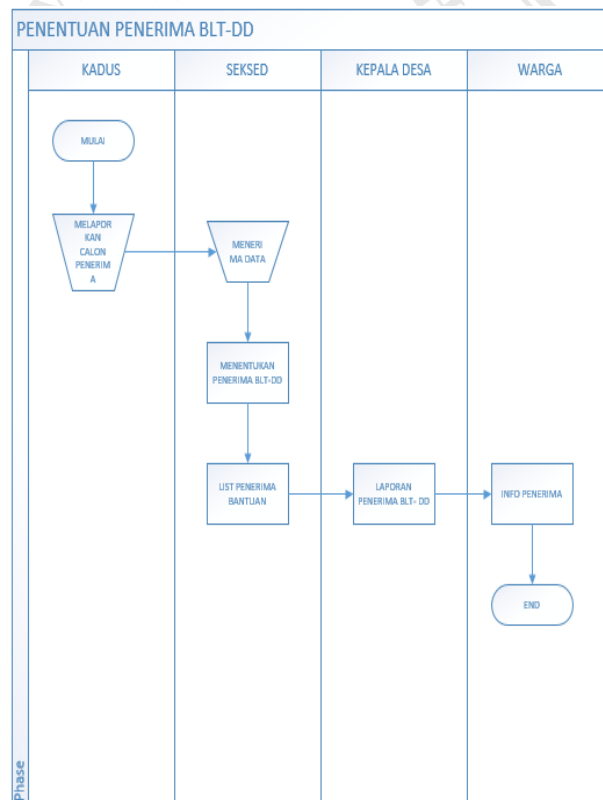 PENENTUAN PENERIMA BLT-DD
KADUS
SEKSED
KEPALA DESA
WARGA
MULAI
MELAPOR
KAN
CALON
PENERIM
A
MENERI
MA DATA
MENENTUKAN
PENERIMA BLT-DD
LIST PENERIMA
BANTUAN
LAPORAN
PENERIMA BLT- DD
INFO PENERIMA
END
Phase